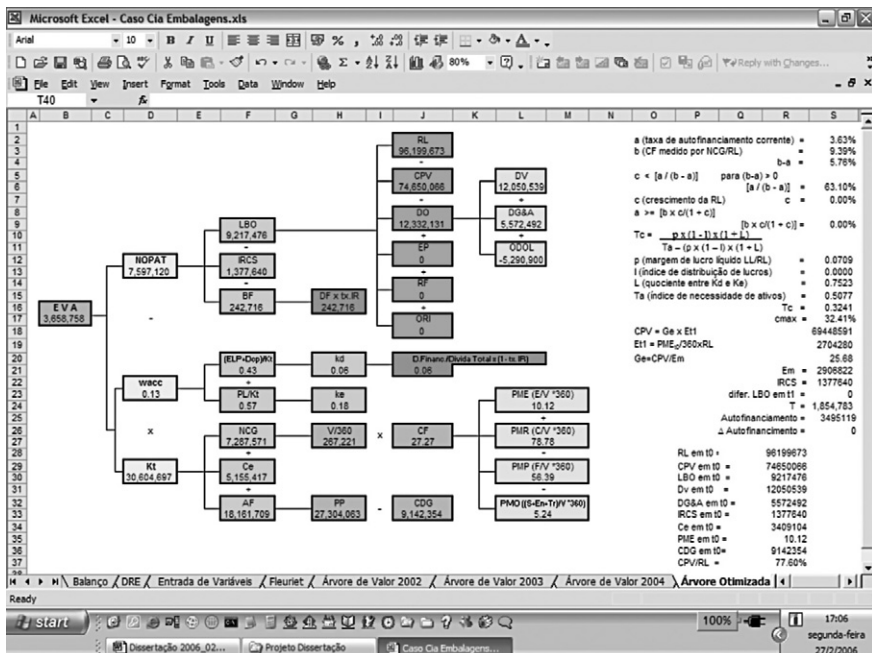 Microsoft Excel - Caso Cia Embalagens.xls
Arial 10 B I U
80% Reply with Changes...
File Edit View Insert Format Tools Data Window Help
T40 fx
A B C D E F G H I J K L M N O P Q R S
EVA
3,658,758
-
NOPAT
7,597,120
wacc
0.13
x
Kt
30,604,697
LBO
9,217,476
-
IRCS
1,377,640
-
BF
242,716
DF x tx.IR
242,716
RL
96,199,673
-
CPV
74,650,066
-
DO
12,332,131
+
EP
0
+
RF
0
+
ORI
0
DV
12,050,539
+
DG&A
5,572,492
+
ODOL
-5,290,900
(ELP+Dep)/Kt
0.43
+
PL/Kt
0.57
kd
0.06
ke
0.18
D.Financ./Divida Total x (1- tx IR)
0.06
NCG
7,287,571
+
Ce
5,155,417
+
AF
18,161,709
V/360
267,221
x
CF
27.27
PP
27,304,063
-
CDG
9,142,354
PME (E/V *360)
10.12
+
PMR (C/V *360)
78.78
-
PMP (F/V *360)
56.39
-
PMO ((S+En+Tr)/V *360)
5.24
a (taxa de autofinanciamento corrente) = 3.63%
b (CF medido por NCG/RL) = 9.39%
b-a = 5.76%
c < [a / (b - a)] para (b-a) > 0
[a / (b - a)] = 63.10%
c (crescimento da RL) c = 0.00%
a >= [b x c/(1 + c)]
[b x c/(1 + c)] = 0.00%
Tc = p x (1 - l) x (1 + L)
Ta – (p x (1 – l) x (1 + L)
p (margem de lucro líquido LL/RL) = 0.0709
l (índice de distribuição de lucros) = 0.0000
L (quociente entre Kd e Ke) = 0.7523
Ta (índice de necessidade de ativos) = 0.5077
Tc = 0.3241
cmax = 32.41%
CPV = Ge x Et1 69448591
Et1 = PME₀/360xRL 2704280
Ge=CPV/Em 25.68
Em = 2906822
IRCS = 1377640
difer. LBO em t1 = 0
T = 1,854,783
Autofinanciamento = 3495119
Δ Autofinancimento = 0
RL em t0 = 96199673
CPV em t0 = 74650066
LBO em t0 = 9217476
Dv em t0 = 12050539
DG&A em t0 = 5572492
IRCS em t0 = 1377640
Ce em t0 = 3409104
PME em t0 = 10.12
CDG em t0= 9142354
CPV/RL = 77.60%
Balanço / DRE / Entrada de Variáveis / Fleuriet / Árvore de Valor 2002 / Árvore de Valor 2003 / Árvore de Valor 2004 / Árvore Otimizada
Ready
start 100% 17:06
segunda-feira
27/2/2006
Dissertação 2006_02... Projeto Dissertação Caso Cia Embalagens...